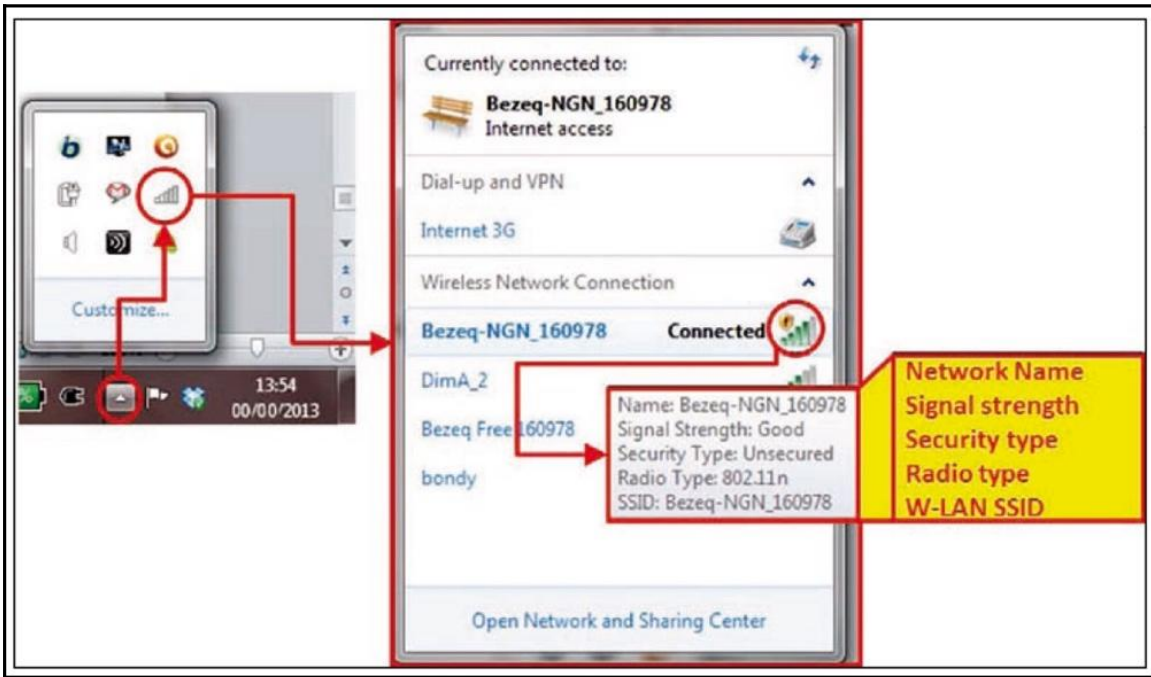 Customize...
13:54
00/00/2013
Currently connected to:
Bezeq-NGN_160978
Internet access
Dial-up and VPN
Internet 3G
Wireless Network Connection
Bezeq-NGN_160978 Connected
DimA_2
Bezeq Free 160978
bondy
Name: Bezeq-NGN_160978
Signal Strength: Good
Security Type: Unsecured
Radio Type: 802.11n
SSID: Bezeq-NGN_160978
Open Network and Sharing Center
Network Name
Signal strength
Security type
Radio type
W-LAN SSID